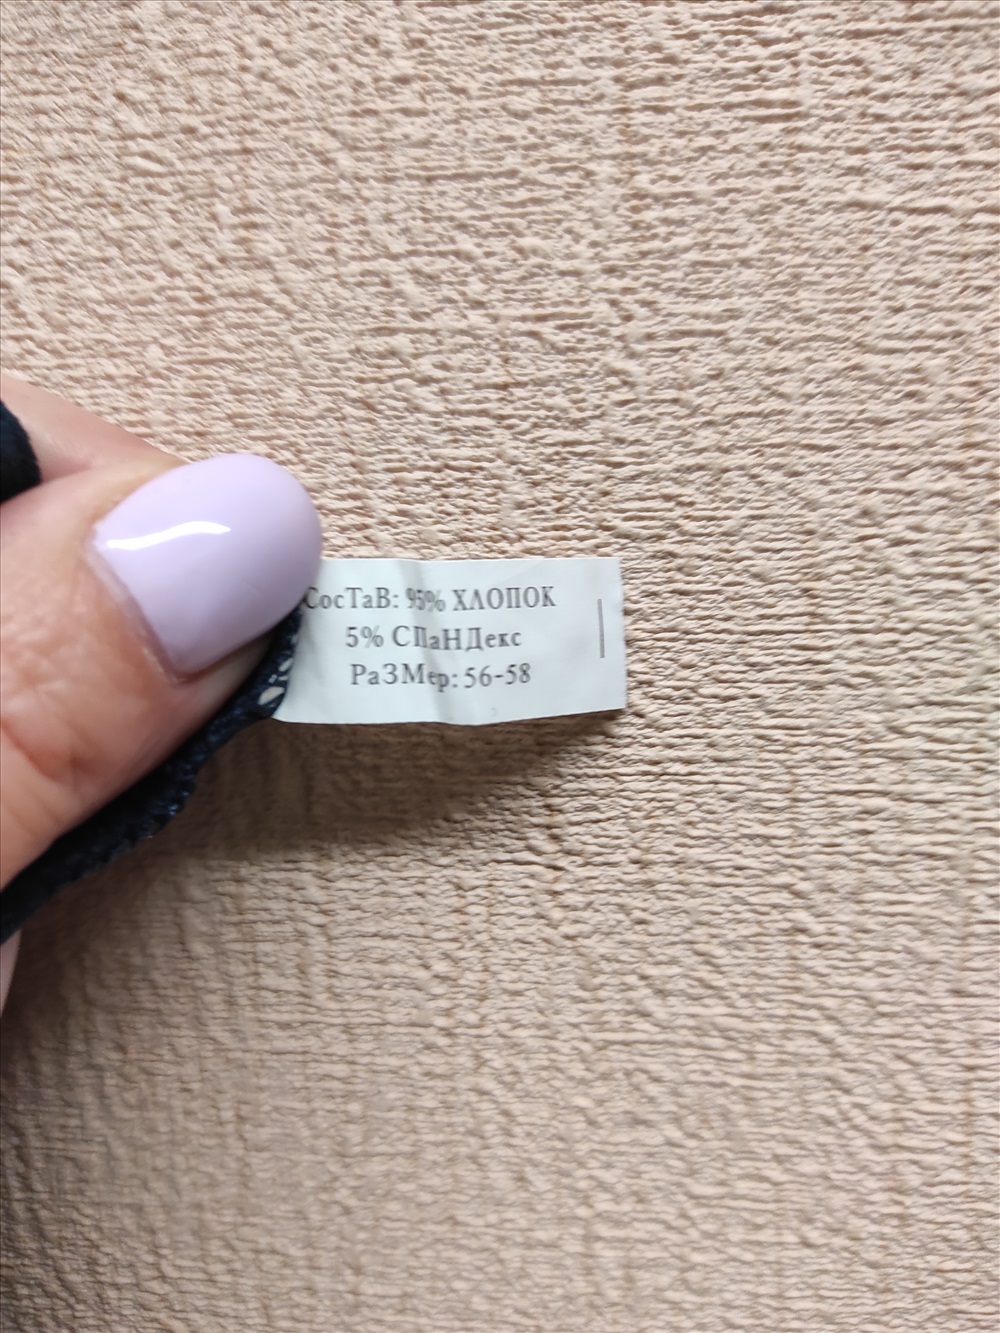 СосТаВ: 95% ХЛОПОК
5% СПаНДекс
РаЗМер: 56-58